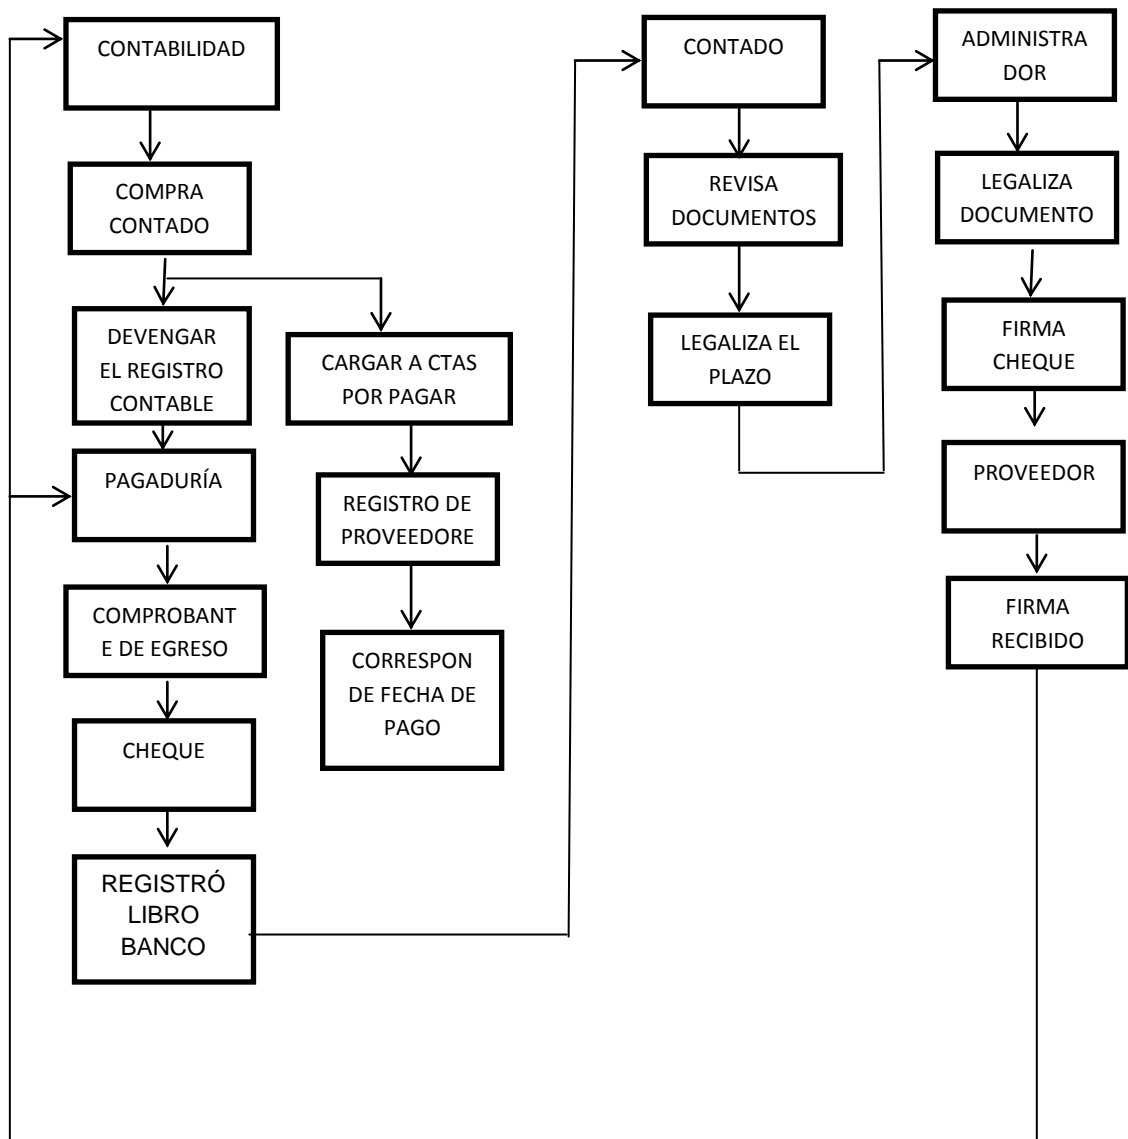 CONTABILIDAD
COMPRA
CONTADO
DEVENGAR
EL REGISTRO
CONTABLE
PAGADURÍA
COMPROBANT
E DE EGRESO
CHEQUE
REGISTRÓ
LIBRO
BANCO
CARGAR A CTAS
POR PAGAR
REGISTRO DE
PROVEEDORE
CORRESPON
DE FECHA DE
PAGO
CONTADO
REVISA
DOCUMENTOS
LEGALIZA EL
PLAZO
ADMINISTRA
DOR
LEGALIZA
DOCUMENTO
FIRMA
CHEQUE
PROVEEDOR
FIRMA
RECIBIDO